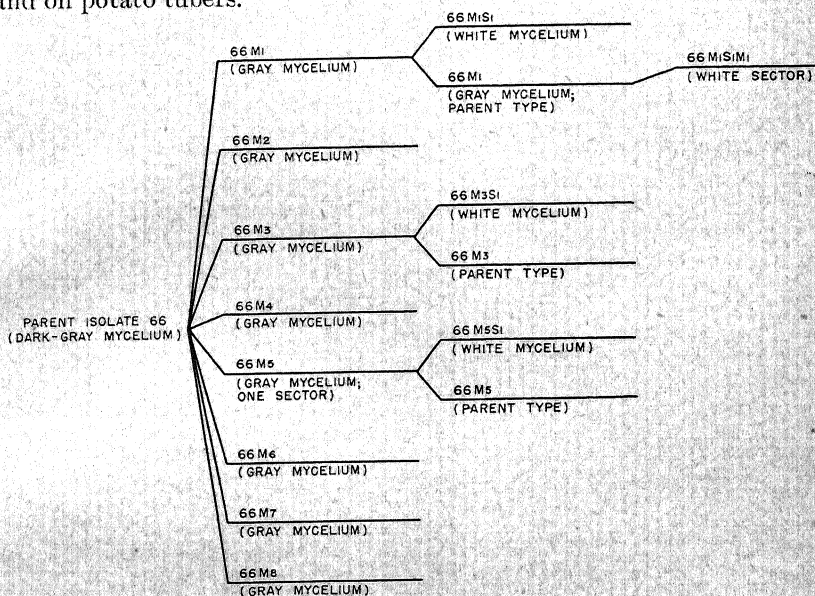 and on potato tubers.
66 M1S1
(WHITE MYCELIUM)
66 M1
(GRAY MYCELIUM)
66 M1S1M1
(WHITE SECTOR)
66 M1
(GRAY MYCELIUM;
PARENT TYPE)
66 M2
(GRAY MYCELIUM)
66 M3S1
(WHITE MYCELIUM)
66 M3
(GRAY MYCELIUM)
66 M3
(PARENT TYPE)
66 M4
(GRAY MYCELIUM)
PARENT ISOLATE 66
(DARK-GRAY MYCELIUM)
66 M5S1
(WHITE MYCELIUM)
66 M5
(GRAY MYCELIUM;
ONE SECTOR)
66 M5
(PARENT TYPE)
66 M6
(GRAY MYCELIUM)
66 M7
(GRAY MYCELIUM)
66 M8
(GRAY MYCELIUM)